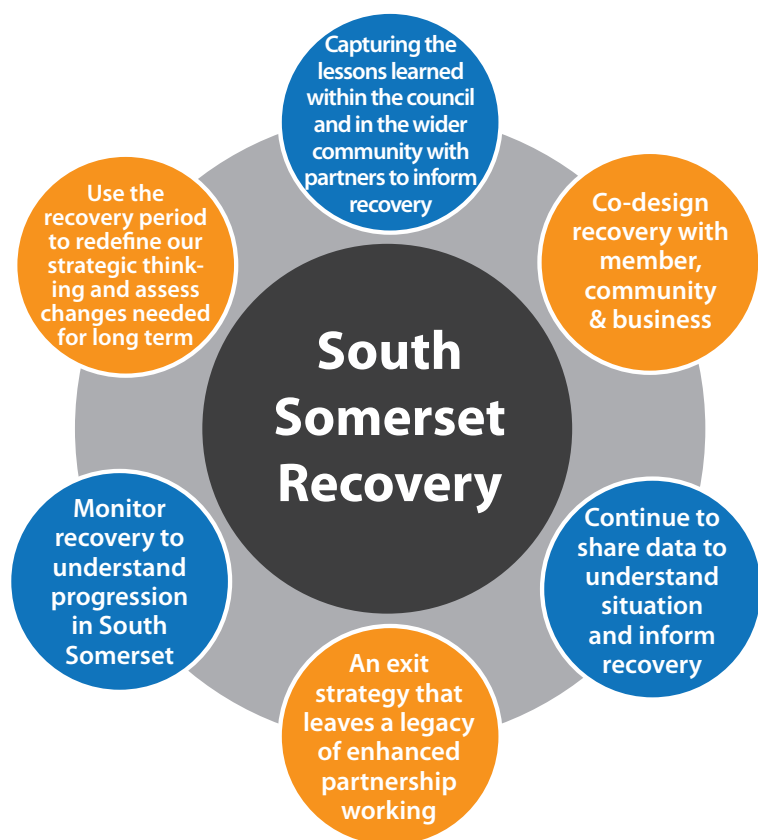 Capturing the
lessons learned
within the council
and in the wider
community with
partners to inform
recovery
Co-design
recovery with
member,
community
& business
Continue to
share data to
understand
situation
and inform
recovery
An exit
strategy that
leaves a legacy
of enhanced
partnership
working
Monitor
recovery to
understand
progression
in South
Somerset
Use the
recovery period
to redefine our
strategic think-
ing and assess
changes needed
for long term
South
Somerset
Recovery